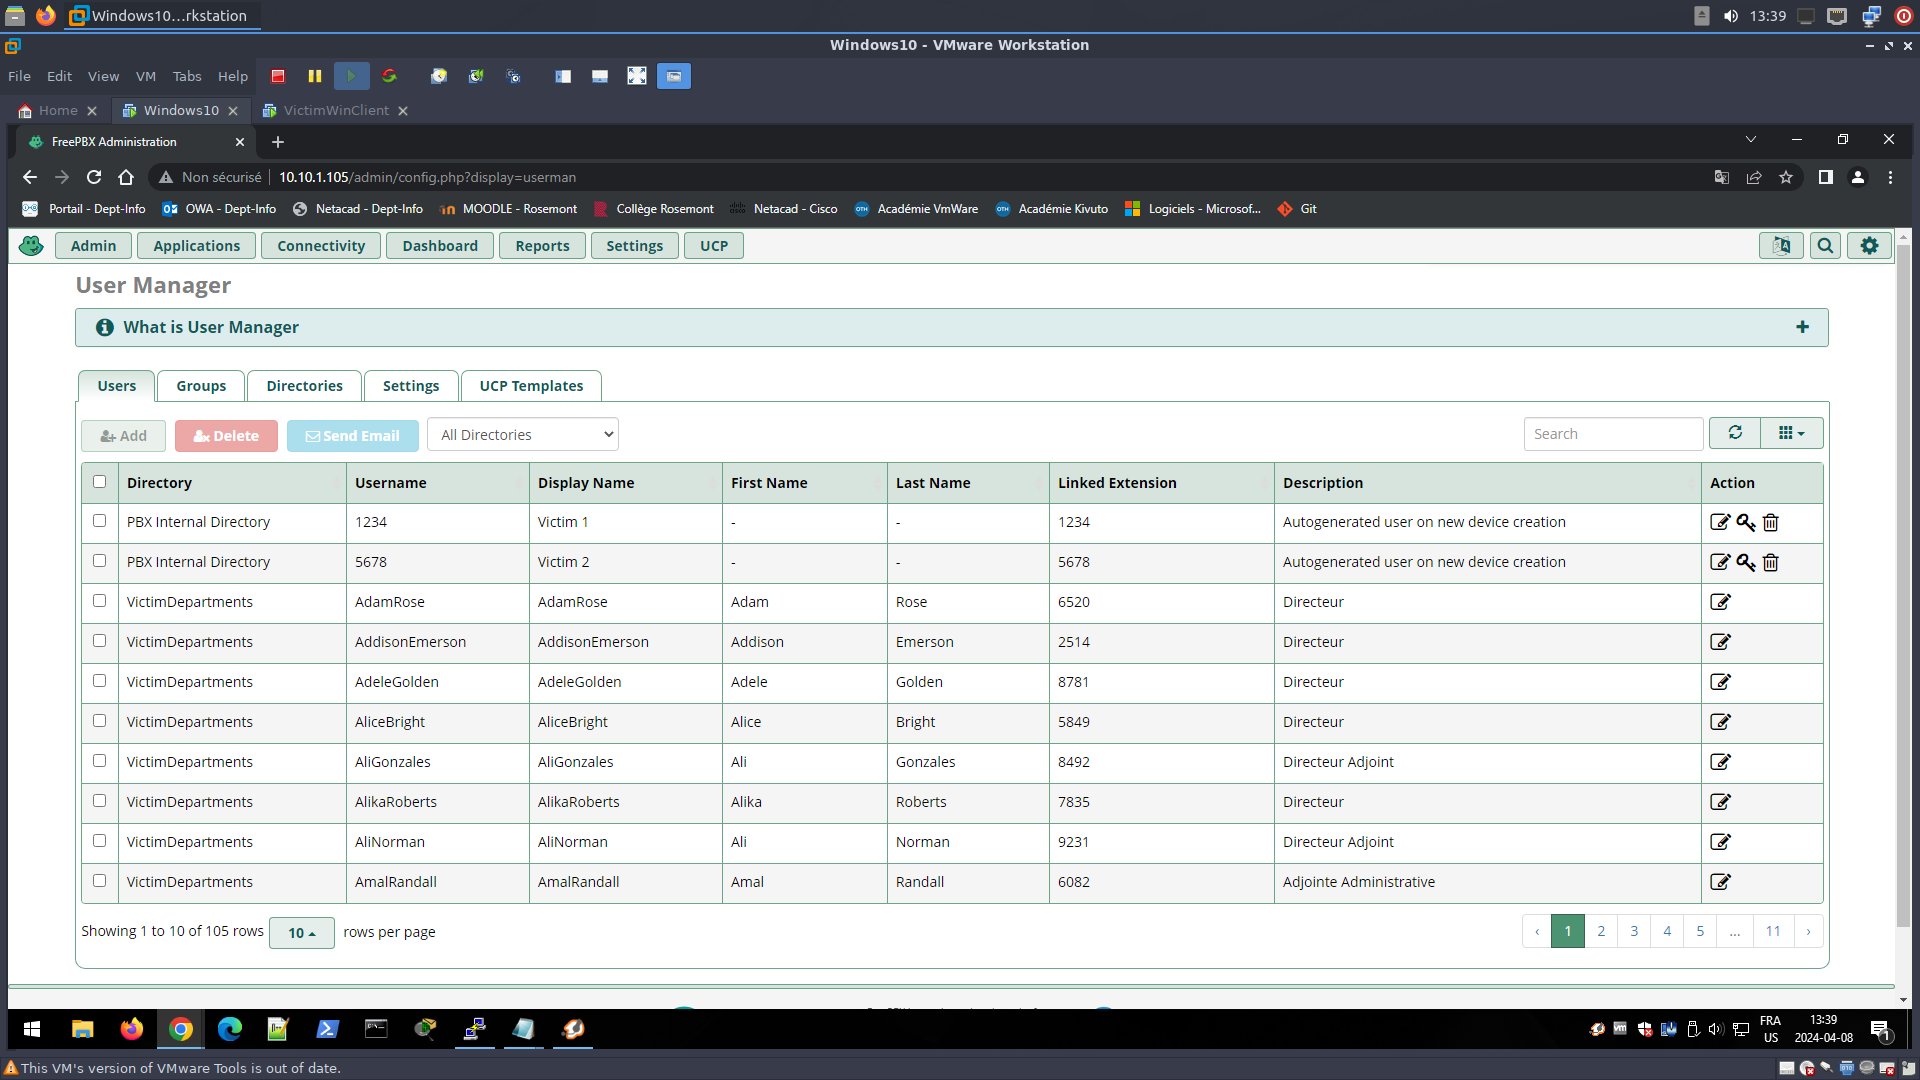 Windows10...rkstation
13:39
Windows10 - VMware Workstation
File Edit View VM Tabs Help
Home Windows10 VictimWinClient
FreePBX Administration
Non sécurisé 10.10.1.105/admin/config.php?display=userman
Portail - Dept-Info OWA - Dept-Info Netacad - Dept-Info MOODLE - Rosemont Collège Rosemont Netacad - Cisco Académie VmWare Académie Kivuto Logiciels - Microsof... Git
Admin Applications Connectivity Dashboard Reports Settings UCP
User Manager
What is User Manager
Users Groups Directories Settings UCP Templates
Add Delete Send Email All Directories Search
Directory Username Display Name First Name Last Name Linked Extension Description Action
PBX Internal Directory 1234 Victim 1 - - 1234 Autogenerated user on new device creation
PBX Internal Directory 5678 Victim 2 - - 5678 Autogenerated user on new device creation
VictimDepartments AdamRose AdamRose Adam Rose 6520 Directeur
VictimDepartments AddisonEmerson AddisonEmerson Addison Emerson 2514 Directeur
VictimDepartments AdeleGolden AdeleGolden Adele Golden 8781 Directeur
VictimDepartments AliceBright AliceBright Alice Bright 5849 Directeur
VictimDepartments AliGonzales AliGonzales Ali Gonzales 8492 Directeur Adjoint
VictimDepartments AlikaRoberts AlikaRoberts Alika Roberts 7835 Directeur
VictimDepartments AliNorman AliNorman Ali Norman 9231 Directeur Adjoint
VictimDepartments AmalRandall AmalRandall Amal Randall 6082 Adjointe Administrative
Showing 1 to 10 of 105 rows 10 rows per page ‹ 1 2 3 4 5 ... 11 ›
FRA
US
13:39
2024-04-08
1
This VM's version of VMware Tools is out of date.